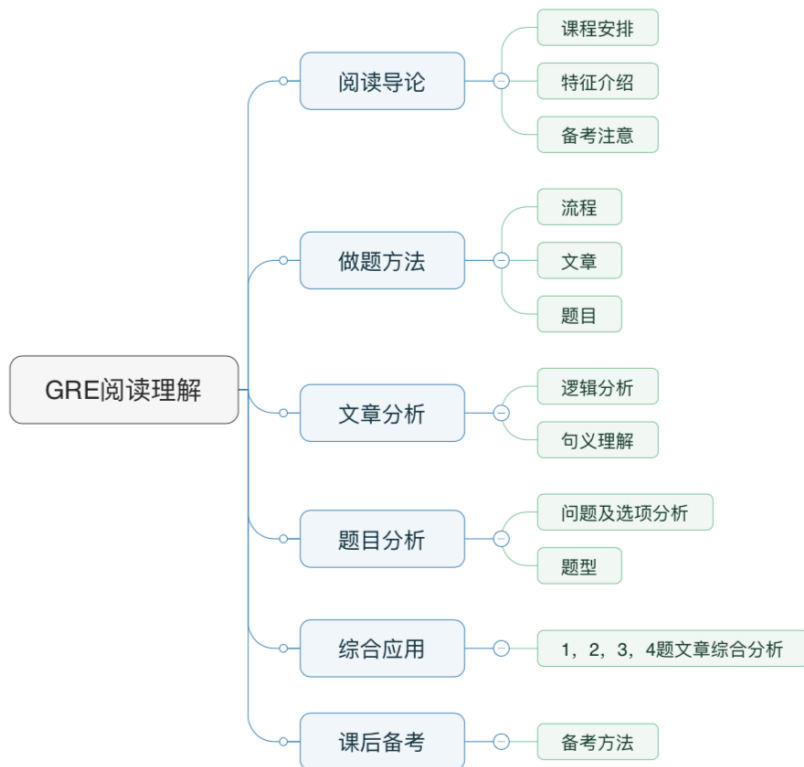 GRE阅读理解
阅读导论
课程安排
特征介绍
备考注意
做题方法
流程
文章
题目
文章分析
逻辑分析
句义理解
题目分析
问题及选项分析
题型
综合应用
1，2，3，4题文章综合分析
课后备考
备考方法